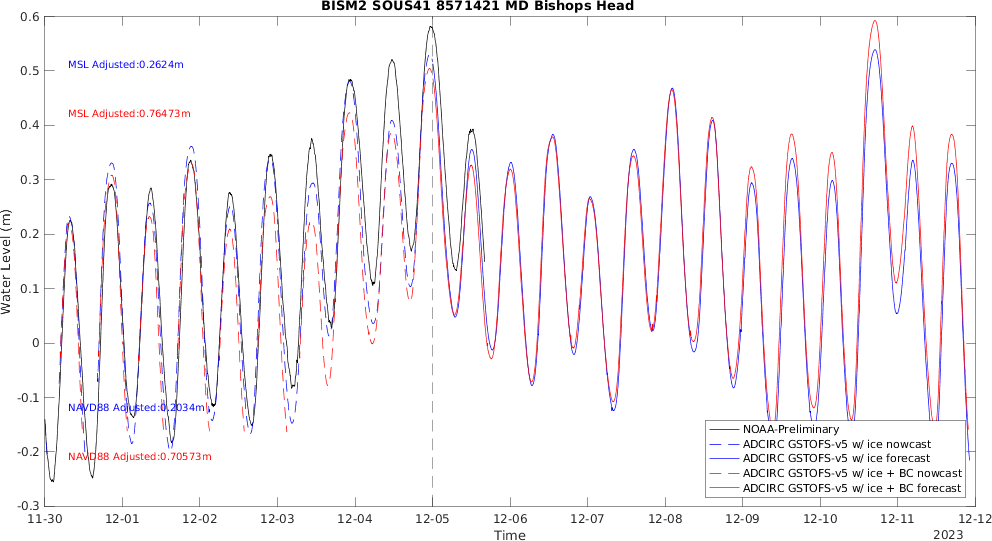 BISM2 SOUS41 8571421 MD Bishops Head
0.6
0.5
0.4
0.3
0.2
0.1
0
-0.1
-0.2
-0.3
Water Level (m)
MSL Adjusted:0.2624m
MSL Adjusted:0.76473m
NAVD88 Adjusted:0.2034m
NAVD88 Adjusted:0.70573m
NOAA-Preliminary
ADCIRC GSTOFS-v5 w/ ice nowcast
ADCIRC GSTOFS-v5 w/ ice forecast
ADCIRC GSTOFS-v5 w/ ice + BC nowcast
ADCIRC GSTOFS-v5 w/ ice + BC forecast
11-30 12-01 12-02 12-03 12-04 12-05 12-06 12-07 12-08 12-09 12-10 12-11 12-12
Time
2023